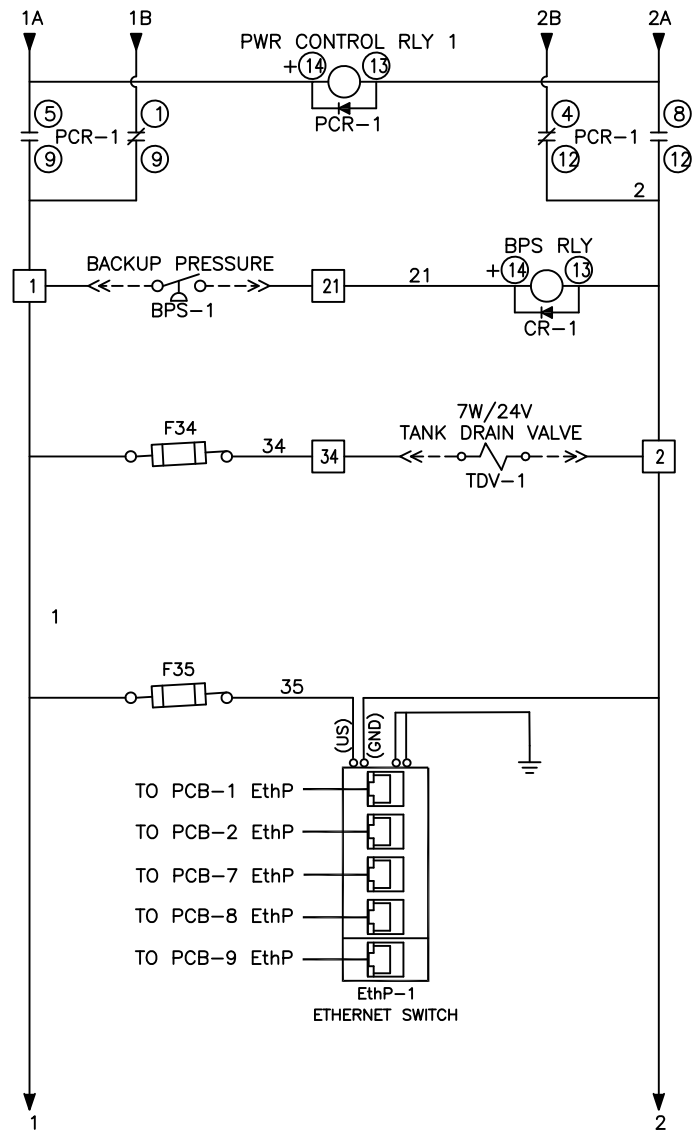 1A 1B 2B 2A
PWR CONTROL RLY 1
+ 14 13
PCR-1
5 1 4 8
PCR-1 PCR-1
9 9 12 12
2
BACKUP PRESSURE
BPS RLY
1 21 21 + 14 13
BPS-1
CR-1
7W/24V
F34 TANK DRAIN VALVE
34 34 2
TDV-1
1
F35
35
(US) (GND)
TO PCB-1 EthP
TO PCB-2 EthP
TO PCB-7 EthP
TO PCB-8 EthP
TO PCB-9 EthP
EthP-1
ETHERNET SWITCH
1 2